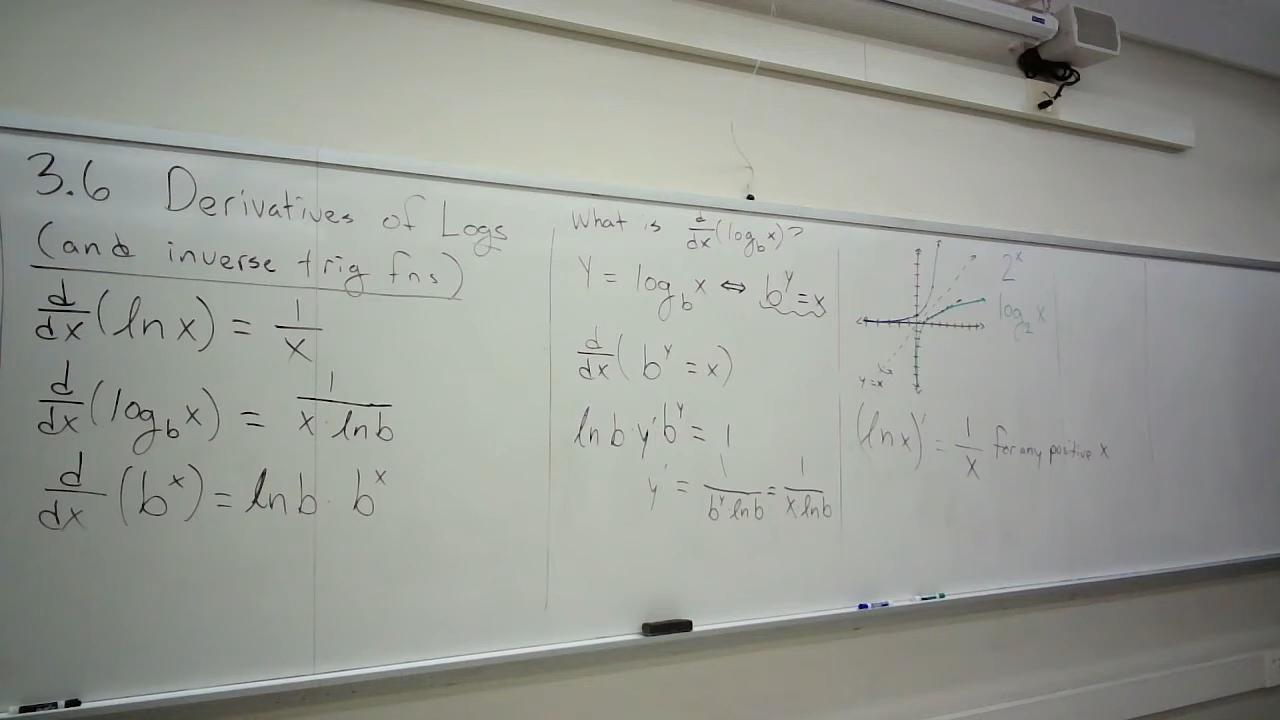 3.6 Derivatives of Logs
(and inverse trig fns)
d/dx (ln x) = 1/x
d/dx (log_b x) = 1/(x · ln b)
d/dx (b^x) = ln b · b^x
What is d/dx (log_b x)?
y = log_b x ⇔ b^y = x
d/dx (b^y = x)
ln b · y' b^y = 1
y' = 1/(b^y ln b) = 1/(x ln b)
2^x
log_2 x
y=x
(ln x)' = 1/x for any positive x